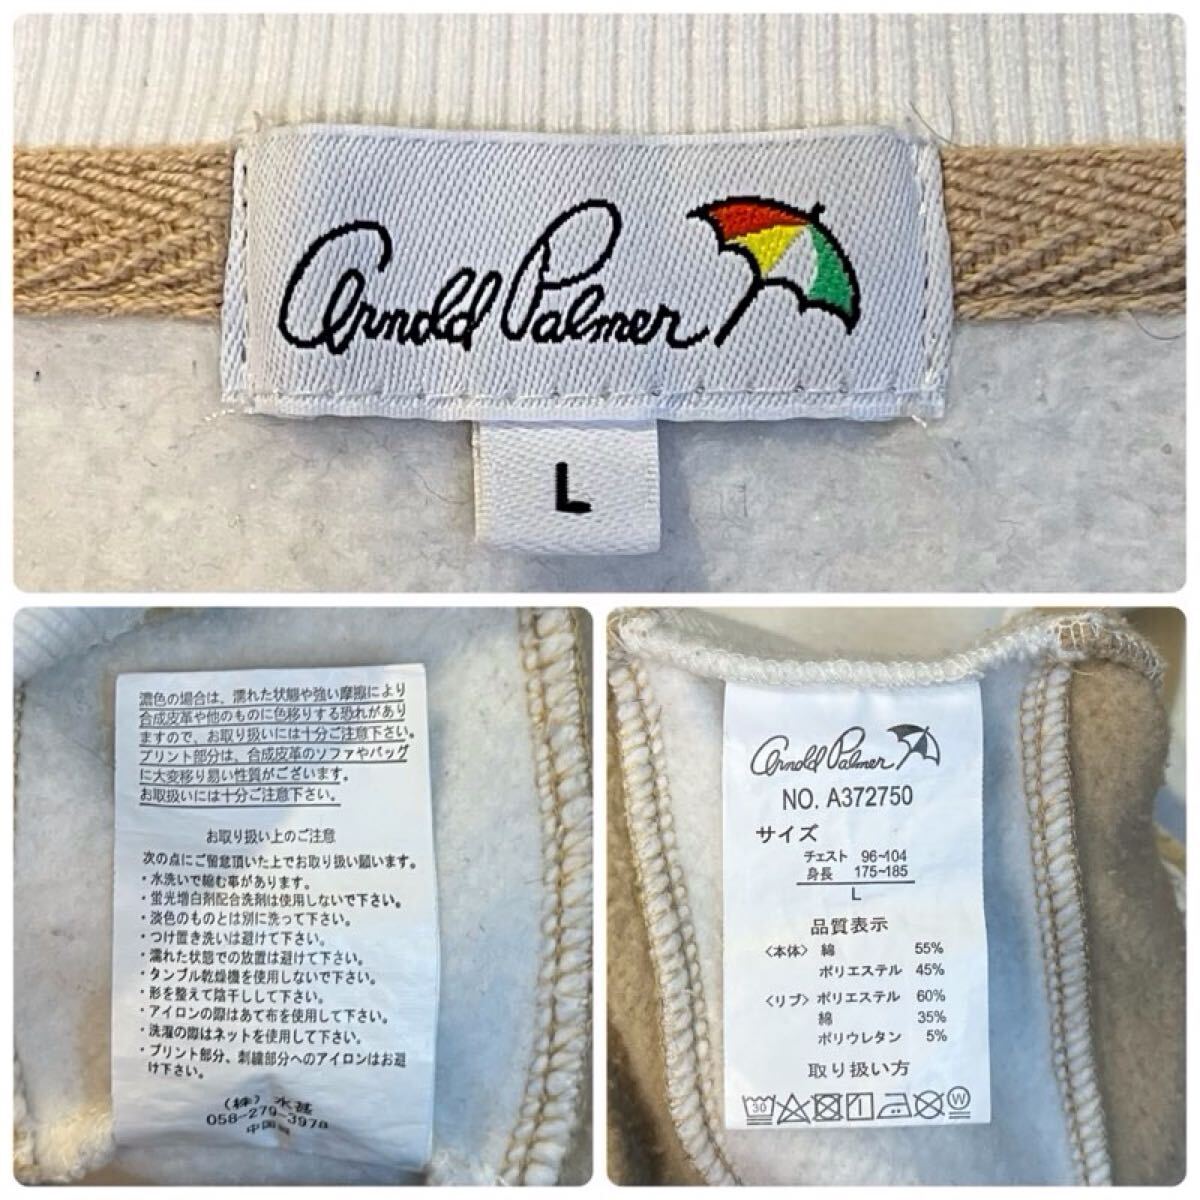 Arnold Palmer
L
濃色の場合は、濡れた状態や強い摩擦により
合成皮革や他のものに色移りする恐れがあり
ますので、お取り扱いには十分ご注意下さい。
プリント部分は、合成皮革のソファやバッグ
に大変移り易い性質がございます。
お取扱いには十分ご注意下さい。
お取り扱い上のご注意
次の点にご留意頂いた上でお取り扱い願います。
・水洗いで縮む事があります。
・蛍光増白剤配合洗剤は使用しないで下さい。
・淡色のものとは別に洗って下さい。
・つけ置き洗いは避けて下さい。
・濡れた状態での放置は避けて下さい。
・タンブル乾燥機を使用しないで下さい。
・形を整えて陰干しして下さい。
・アイロンの際はあて布を使用して下さい。
・洗濯の際はネットを使用して下さい。
・プリント部分、刺繍部分へのアイロンはお避
け下さい。
(株) 水甚
058-279-3978
中国製
Arnold Palmer
NO. A372750
サイズ
チェスト 96-104
身長 175-185
L
品質表示
〈本体〉 綿 55%
ポリエステル 45%
〈リブ〉 ポリエステル 60%
綿 35%
ポリウレタン 5%
取り扱い方
30 W